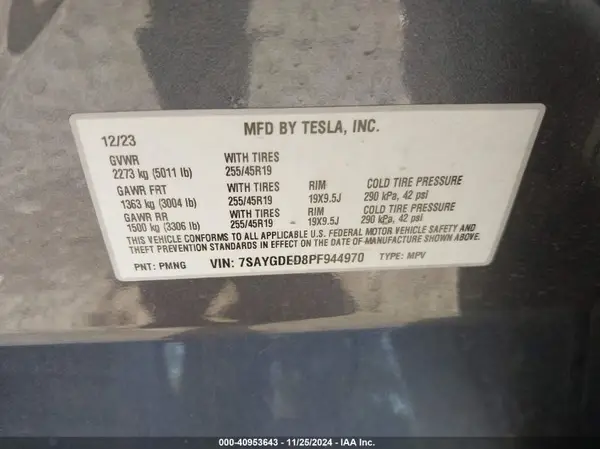 MFD BY TESLA, INC.
12/23
GVWR WITH TIRES
2273 kg (5011 lb) 255/45R19
GAWR FRT WITH TIRES RIM COLD TIRE PRESSURE
1363 kg (3004 lb) 255/45R19 19X9.5J 290 kPa, 42 psi
GAWR RR WITH TIRES RIM COLD TIRE PRESSURE
1500 kg (3306 lb) 255/45R19 19X9.5J 290 kPa, 42 psi
THIS VEHICLE CONFORMS TO ALL APPLICABLE U.S. FEDERAL MOTOR VEHICLE SAFETY AND
THEFT PREVENTION STANDARDS IN EFFECT ON THE DATE OF MANUFACTURE SHOWN ABOVE.
PNT: PMNG VIN: 7SAYGDED8PF944970 TYPE: MPV
<00-40953643> 11/25/2024 - IAA Inc.